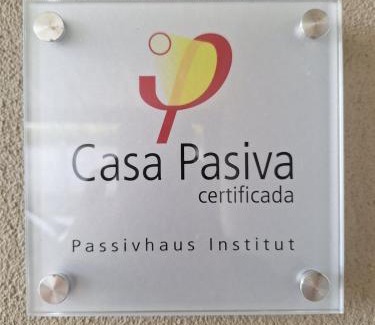 Casa Pasiva
certificada
Passivhaus Institut